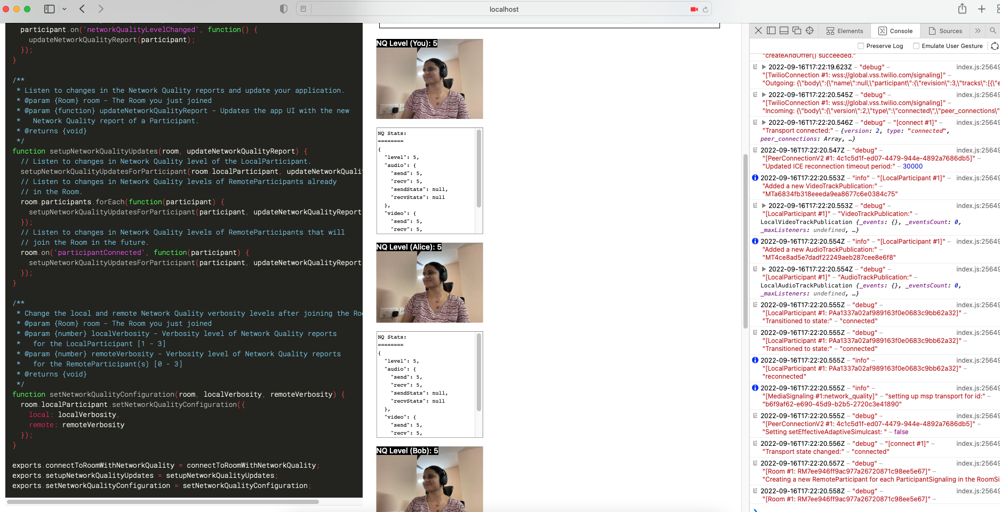 localhost
participant.on('networkQualityLevelChanged', function() {
updateNetworkQualityReport(participant);
});
}
/**
* Listen to changes in the Network Quality reports and update your application.
* @param {Room} room - The Room you just joined
* @param {function} updateNetworkQualityReport - Updates the app UI with the new
*   Network Quality report of a Participant.
* @returns {void}
*/
function setupNetworkQualityUpdates(room, updateNetworkQualityReport) {
// Listen to changes in Network Quality level of the LocalParticipant.
setupNetworkQualityUpdatesForParticipant(room.localParticipant, updateNetworkQuali
// Listen to changes in Network Quality levels of RemoteParticipants already
// in the Room.
room.participants.forEach(function(participant) {
setupNetworkQualityUpdatesForParticipant(participant, updateNetworkQualityReport
});
// Listen to changes in Network Quality levels of RemoteParticipants that will
// join the Room in the future.
room.on('participantConnected', function(participant) {
setupNetworkQualityUpdatesForParticipant(participant, updateNetworkQualityReport
});
}
/**
* Change the local and remote Network Quality verbosity levels after joining the Ro
* @param {Room} room - The Room you just joined
* @param {number} localVerbosity - Verbosity level of Network Quality reports
*   for the LocalParticipant [1 - 3]
* @param {number} remoteVerbosity - Verbosity level of Network Quality reports
*   for the RemoteParticipant(s) [0 - 3]
* @returns {void}
*/
function setNetworkQualityConfiguration(room, localVerbosity, remoteVerbosity) {
room.localParticipant.setNetworkQualityConfiguration({
local: localVerbosity,
remote: remoteVerbosity
});
}
exports.connectToRoomWithNetworkQuality = connectToRoomWithNetworkQuality;
exports.setupNetworkQualityUpdates = setupNetworkQualityUpdates;
exports.setNetworkQualityConfiguration = setNetworkQualityConfiguration;
NQ Level (You): 5
NQ Stats:
========
{
"level": 5,
"audio": {
"send": 5,
"recv": 5,
"sendStats": null,
"recvStats": null
},
"video": {
"send": 5,
"recv": 5,
NQ Level (Alice): 5
NQ Stats:
========
{
"level": 5,
"audio": {
"send": 5,
"recv": 5,
"sendStats": null,
"recvStats": null
},
"video": {
"send": 5,
"recv": 5,
NQ Level (Bob): 5
Elements Console Sources
Preserve Log Emulate User Gesture
"createAndOffer() succeeded."
2022-09-16T17:22:19.623Z – "debug" – index.js:25649
"[TwilioConnection #1: wss://global.vss.twilio.com/signaling]" –
"Outgoing: {\"body\":{\"name\":null,\"participant\":{\"revision\":3,\"tracks\":[{\"e
2022-09-16T17:22:20.545Z – "debug" – index.js:25649
"[TwilioConnection #1: wss://global.vss.twilio.com/signaling]" –
"Incoming: {\"body\":{\"version\":2,\"type\":\"connected\",\"peer_connections\"
2022-09-16T17:22:20.546Z – "debug" – "[connect #1]" – index.js:25649
"Transport connected:" – {version: 2, type: "connected",
peer_connections: Array, …}
2022-09-16T17:22:20.547Z – "debug" – index.js:25649
"[PeerConnectionV2 #1: 4c1c5d1f-ed07-4479-944e-4892a7686db5]" –
"Updated ICE reconnection timeout period:" – 30000
2022-09-16T17:22:20.553Z – "info" – "[LocalParticipant #1]" – index.js:25649
"Added a new VideoTrackPublication:" –
"MTa6834fb318eeeda9ea8677c6e0384c75"
2022-09-16T17:22:20.553Z – "debug" – index.js:25649
"[LocalParticipant #1]" – "VideoTrackPublication:" –
LocalVideoTrackPublication {_events: {}, _eventsCount: 0,
_maxListeners: undefined, …}
2022-09-16T17:22:20.554Z – "info" – "[LocalParticipant #1]" – index.js:25649
"Added a new AudioTrackPublication:" –
"MT4ce8ad5e7dadf22249aeb287cee8e6f8"
2022-09-16T17:22:20.554Z – "debug" – index.js:25649
"[LocalParticipant #1]" – "AudioTrackPublication:" –
LocalAudioTrackPublication {_events: {}, _eventsCount: 0,
_maxListeners: undefined, …}
2022-09-16T17:22:20.555Z – "debug" – index.js:25649
"[LocalParticipant #1: PAa1337a02af989163f0e0683c9bb62a32]" –
"Transitioned to state:" – "connected"
2022-09-16T17:22:20.555Z – "debug" – index.js:25649
"[LocalParticipant #1: PAa1337a02af989163f0e0683c9bb62a32]" –
"Transitioned to state:" – "connected"
2022-09-16T17:22:20.555Z – "info" – index.js:25649
"[LocalParticipant #1: PAa1337a02af989163f0e0683c9bb62a32]" –
"reconnected"
2022-09-16T17:22:20.555Z – "info" – index.js:25649
"[MediaSignaling #1:network_quality]" – "setting up msp transport for id:" –
"b6f9af62-e690-45d9-b2b5-2720c3e41890"
2022-09-16T17:22:20.555Z – "debug" – index.js:25649
"[PeerConnectionV2 #1: 4c1c5d1f-ed07-4479-944e-4892a7686db5]" –
"Setting setEffectiveAdaptiveSimulcast: " – false
2022-09-16T17:22:20.556Z – "debug" – "[connect #1]" – index.js:25649
"Transport state changed:" – "connected"
2022-09-16T17:22:20.557Z – "debug" – index.js:25649
"[Room #1: RM7ee946ff9ac977a26720871c98ee5e67]" –
"Creating a new RemoteParticipant for each ParticipantSignaling in the RoomSi
2022-09-16T17:22:20.558Z – "debug" – index.js:25649
"[Room #1: RM7ee946ff9ac977a26720871c98ee5e67]" –